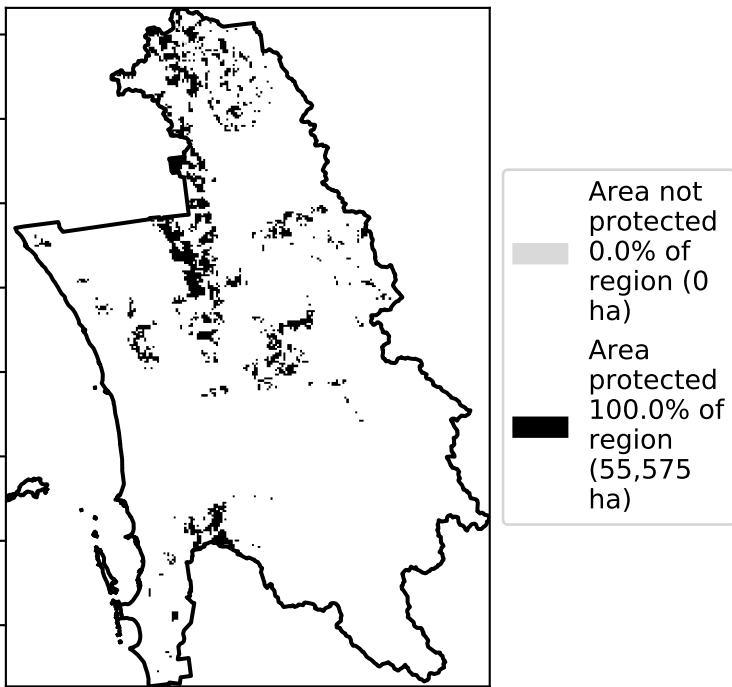 Area not
protected
0.0% of
region (0
ha)
Area
protected
100.0% of
region
(55,575
ha)